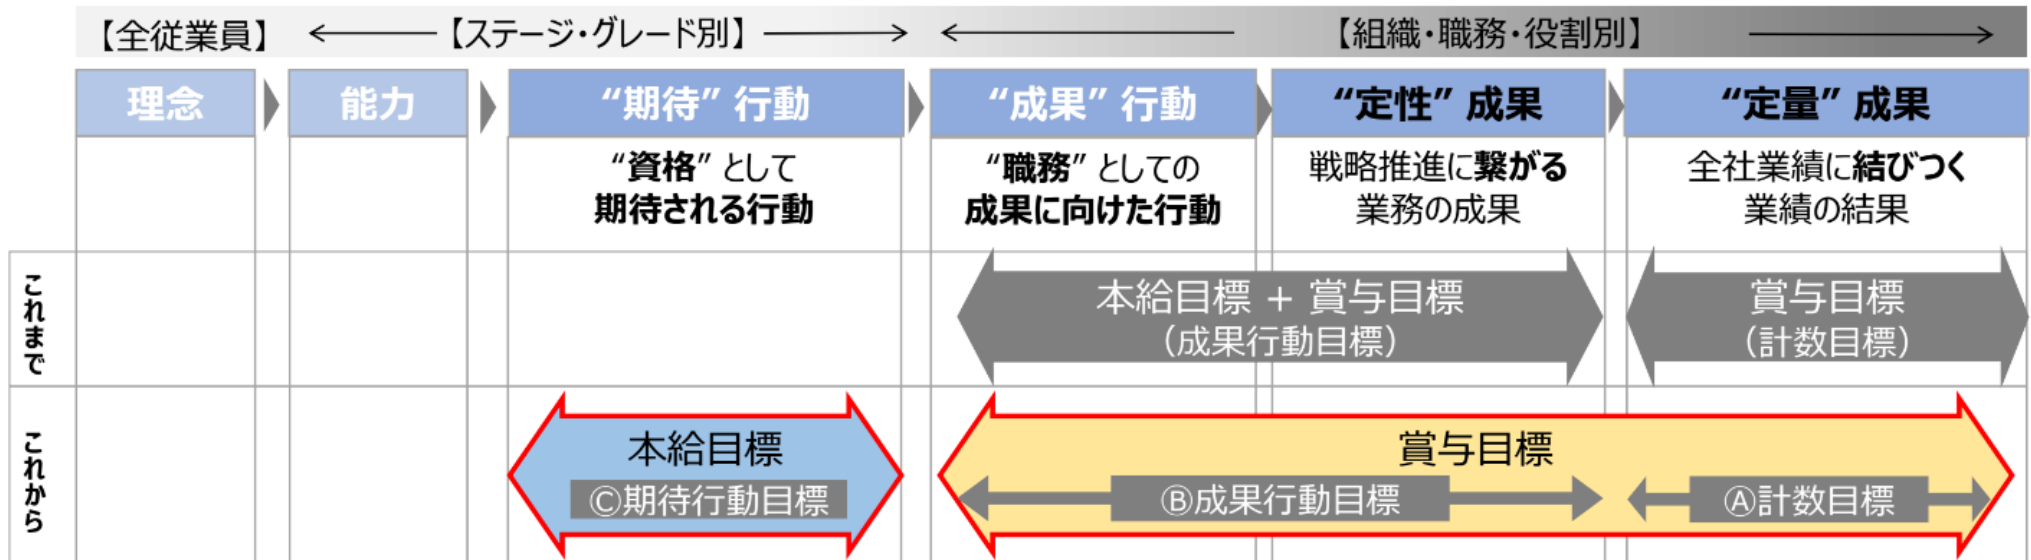 【全従業員】
【ステージ・グレード別】
【組織・職務・役割別】
理念
能力
“期待” 行動
“成果” 行動
“定性” 成果
“定量” 成果
“資格” として
期待される行動
“職務” としての
成果に向けた行動
戦略推進に繋がる
業務の成果
全社業績に結びつく
業績の結果
これまで
本給目標 + 賞与目標
(成果行動目標)
賞与目標
(計数目標)
これから
本給目標
Ⓒ期待行動目標
賞与目標
Ⓑ成果行動目標
Ⓐ計数目標